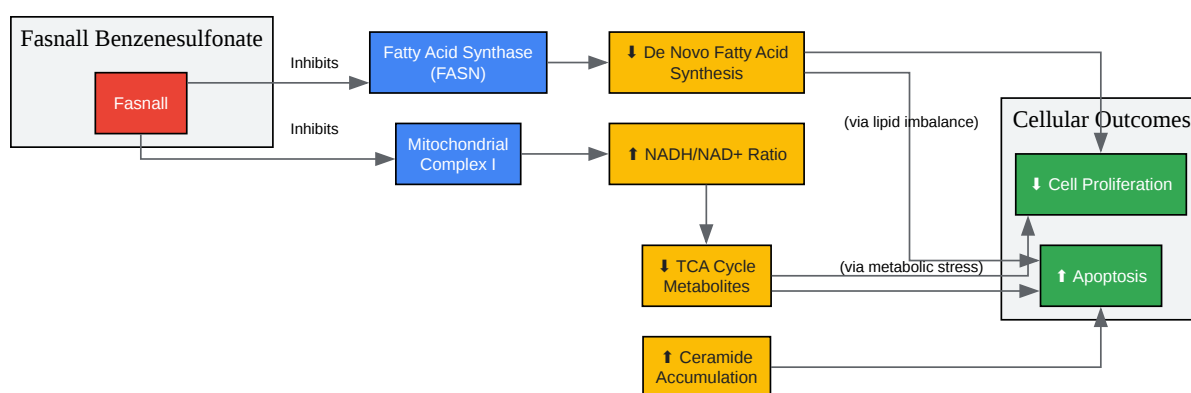 Fasnall Benzenesulfonate
Fasnall
Inhibits
Inhibits
Fatty Acid Synthase
(FASN)
Mitochondrial
Complex I
⬇ De Novo Fatty Acid
Synthesis
⬆ NADH/NAD+ Ratio
⬇ TCA Cycle
Metabolites
⬆ Ceramide
Accumulation
(via lipid imbalance)
(via metabolic stress)
Cellular Outcomes
⬇ Cell Proliferation
⬆ Apoptosis